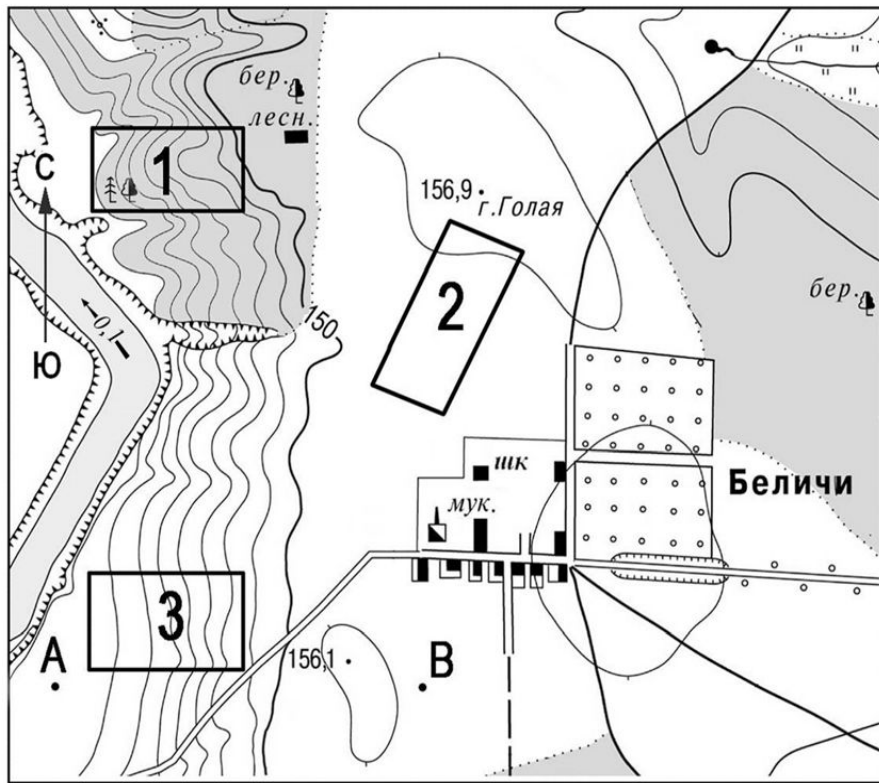 бер.
лесн.
С
1
156,9
г.Голая
2
бер.
0,1
150
Ю
шк
Беличи
мук.
3
А
156,1
В